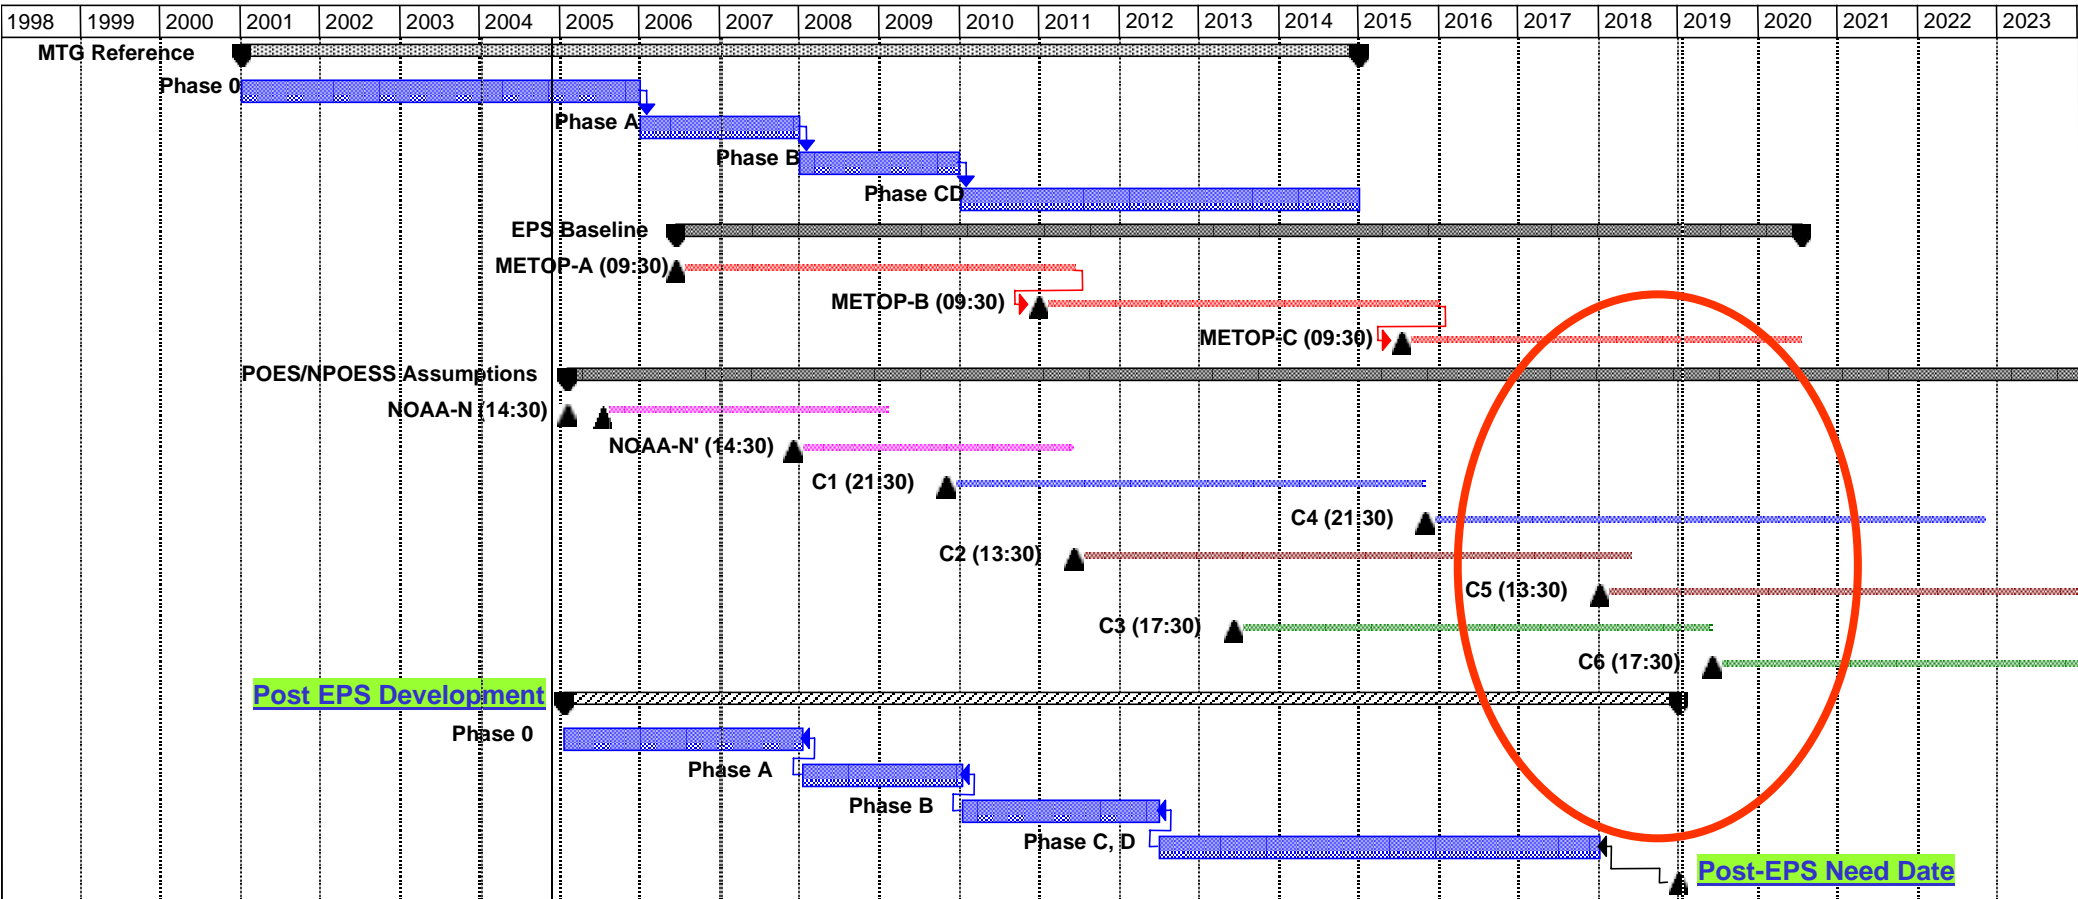 1998 1999 2000 2001 2002 2003 2004 2005 2006 2007 2008 2009 2010 2011 2012 2013 2014 2015 2016 2017 2018 2019 2020 2021 2022 2023
MTG Reference
Phase 0
Phase A
Phase B
Phase CD
EPS Baseline
METOP-A (09:30)
METOP-B (09:30)
METOP-C (09:30)
POES/NPOESS Assumptions
NOAA-N (14:30)
NOAA-N' (14:30)
C1 (21:30)
C4 (21:30)
C2 (13:30)
C5 (13:30)
C3 (17:30)
C6 (17:30)
Post EPS Development
Phase 0
Phase A
Phase B
Phase C, D
Post-EPS Need Date